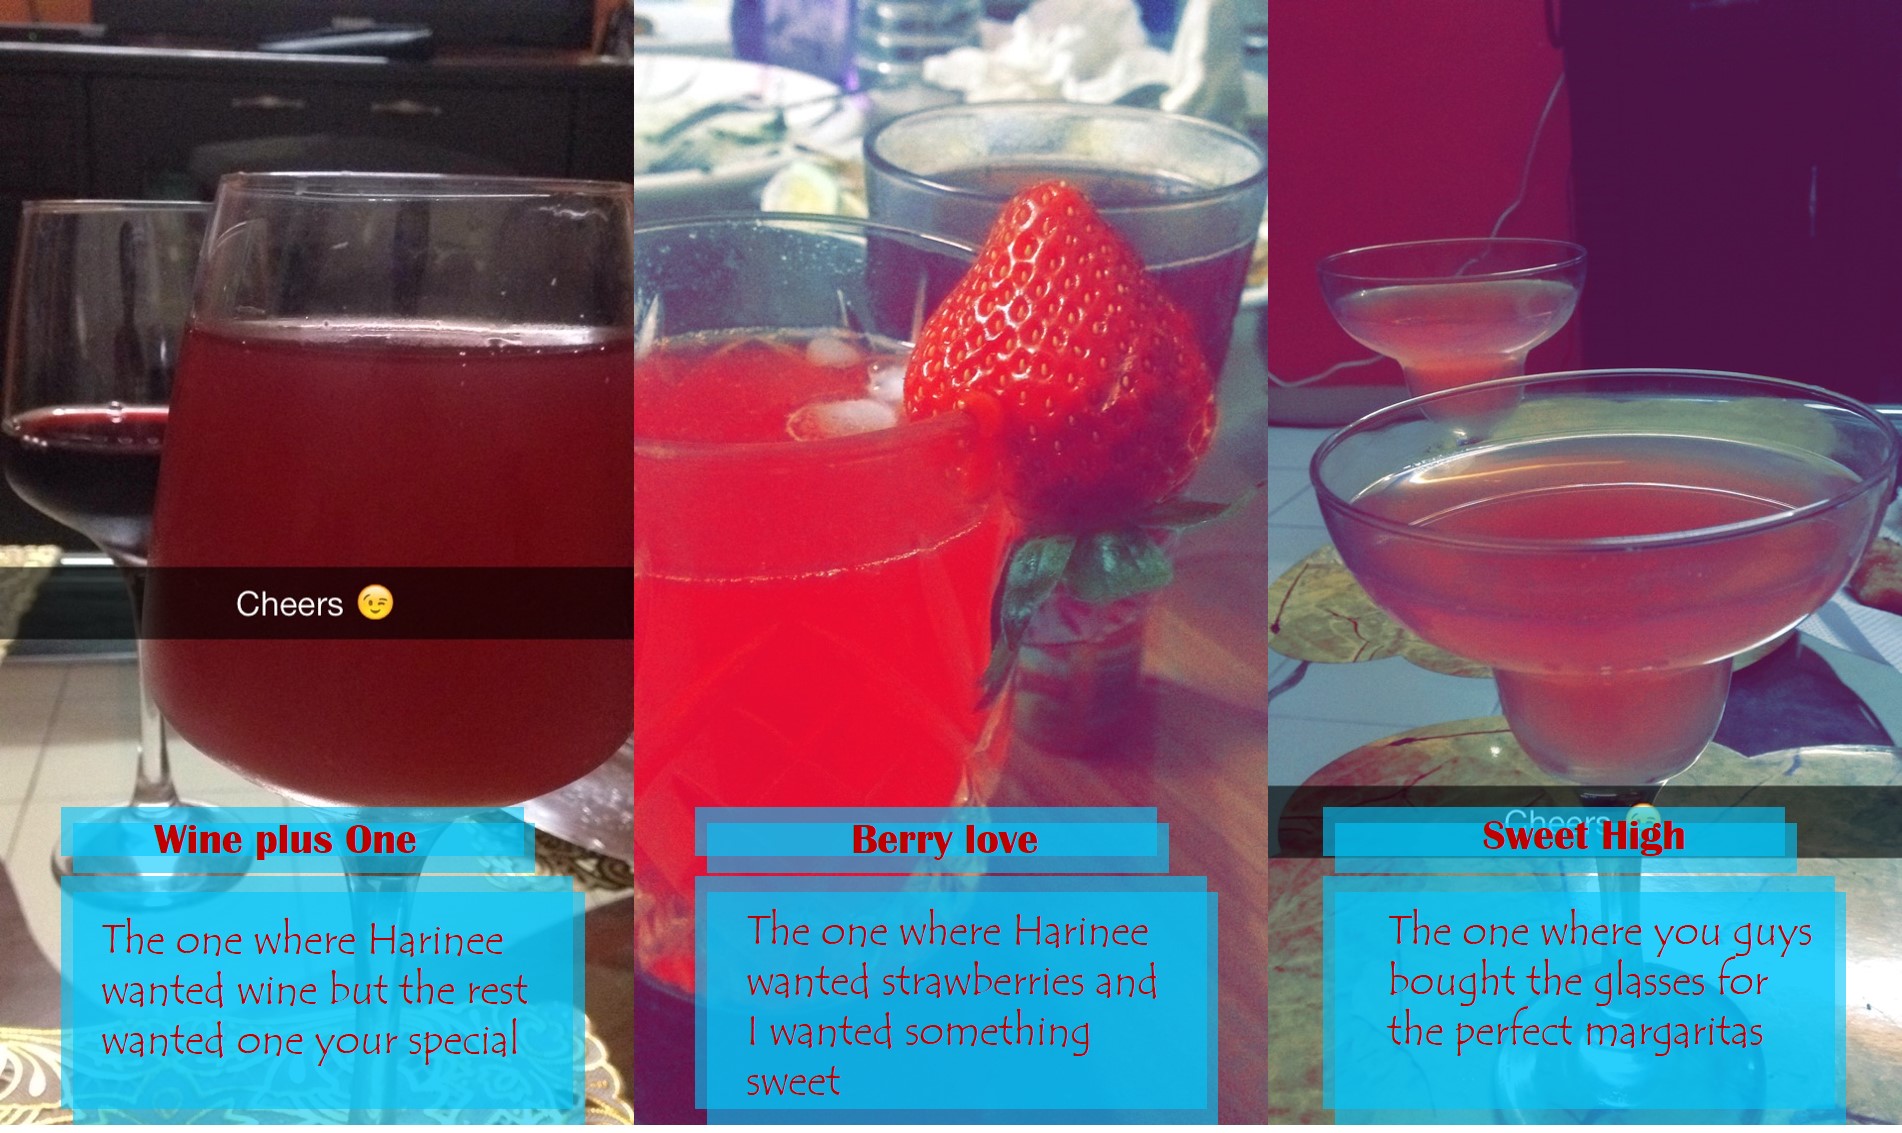 Cheers 😉
Wine plus One
The one where Harinee
wanted wine but the rest
wanted one your special
Berry love
The one where Harinee
wanted strawberries and
I wanted something
sweet
Cheers
Sweet High
The one where you guys
bought the glasses for
the perfect margaritas